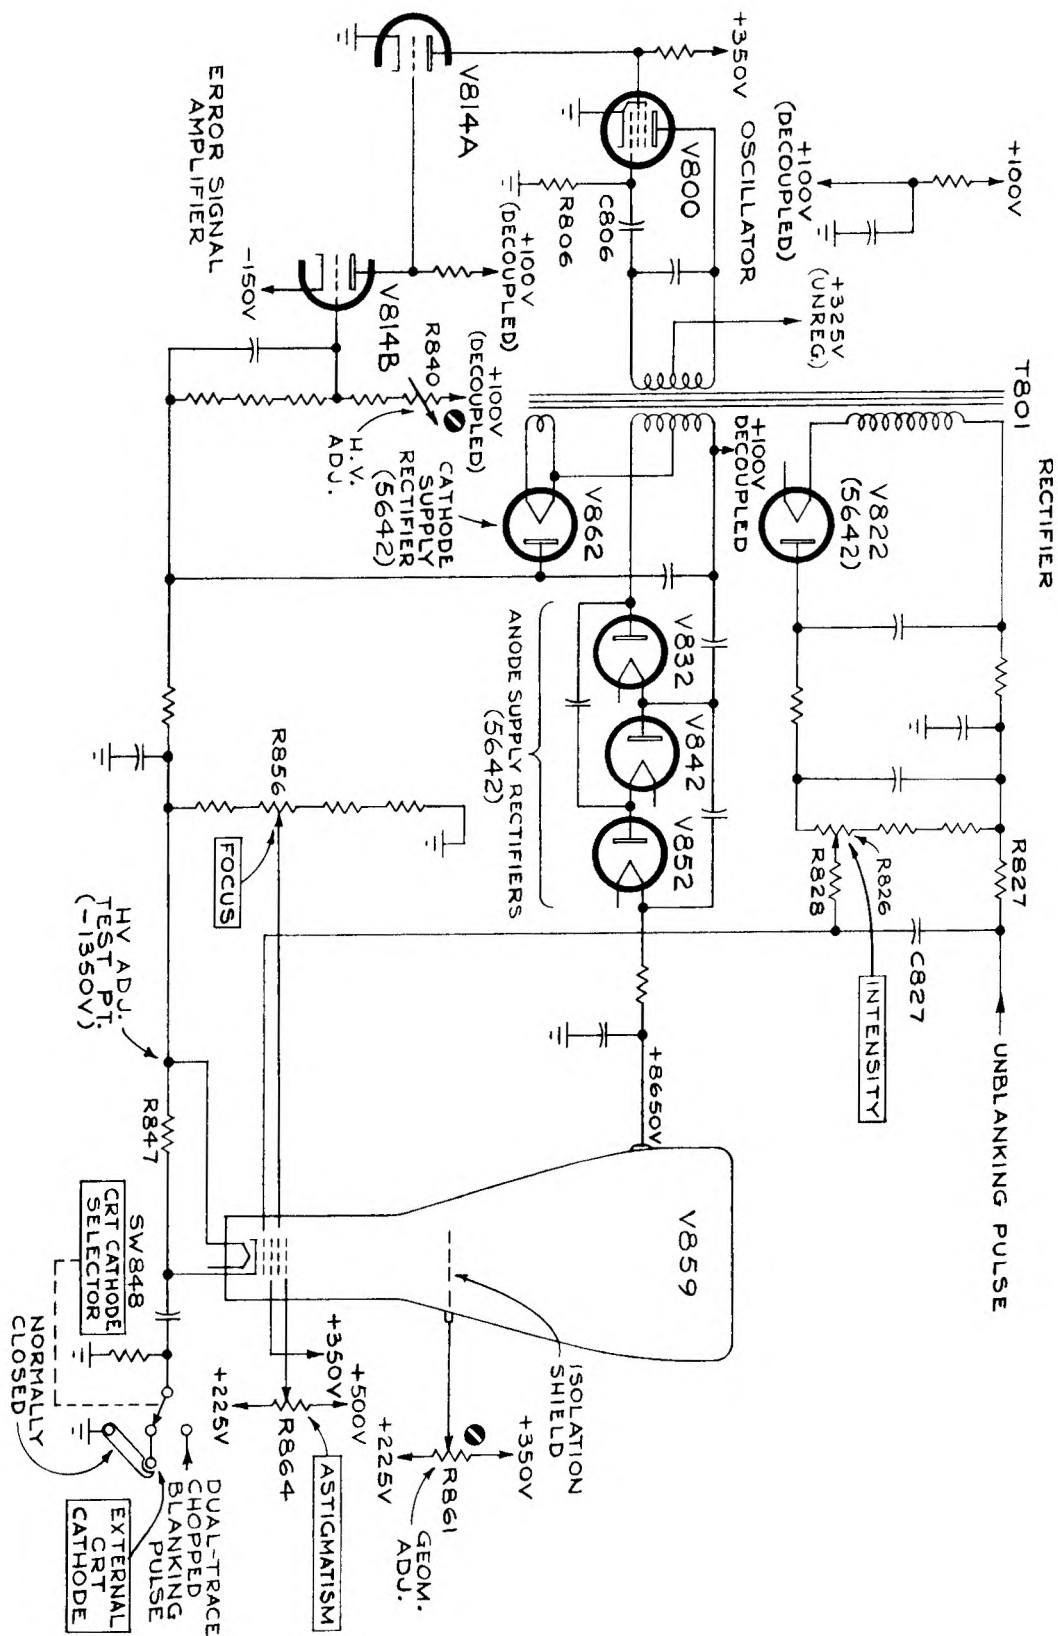 RECTIFIER
T801
+100V
+100V
(DECOUPLED)
+325V
(UNREG.)
V822
(5642)
R827
UNBLANKING PULSE
R826
R828
C827
INTENSITY
+350V
OSCILLATOR
V800
C806
R806
+100V
DECOUPLED
V832
V842
V852
ANODE SUPPLY RECTIFIERS
(5642)
+8650V
V859
ISOLATION
SHIELD
+350V
R861
+225V
GEOM.
ADJ.
V814A
+100V
(DECOUPLED)
V814B
-150V
ERROR SIGNAL
AMPLIFIER
+100V
(DECOUPLED)
R840
H.V.
ADJ.
V862
CATHODE
SUPPLY
RECTIFIER
(5642)
R856
FOCUS
+350V
+500V
R864
+225V
ASTIGMATISM
HV ADJ.
TEST PT.
(-1350V)
R847
SW848
CRT CATHODE
SELECTOR
NORMALLY
CLOSED
DUAL-TRACE
CHOPPED
BLANKING
PULSE
EXTERNAL
CRT
CATHODE